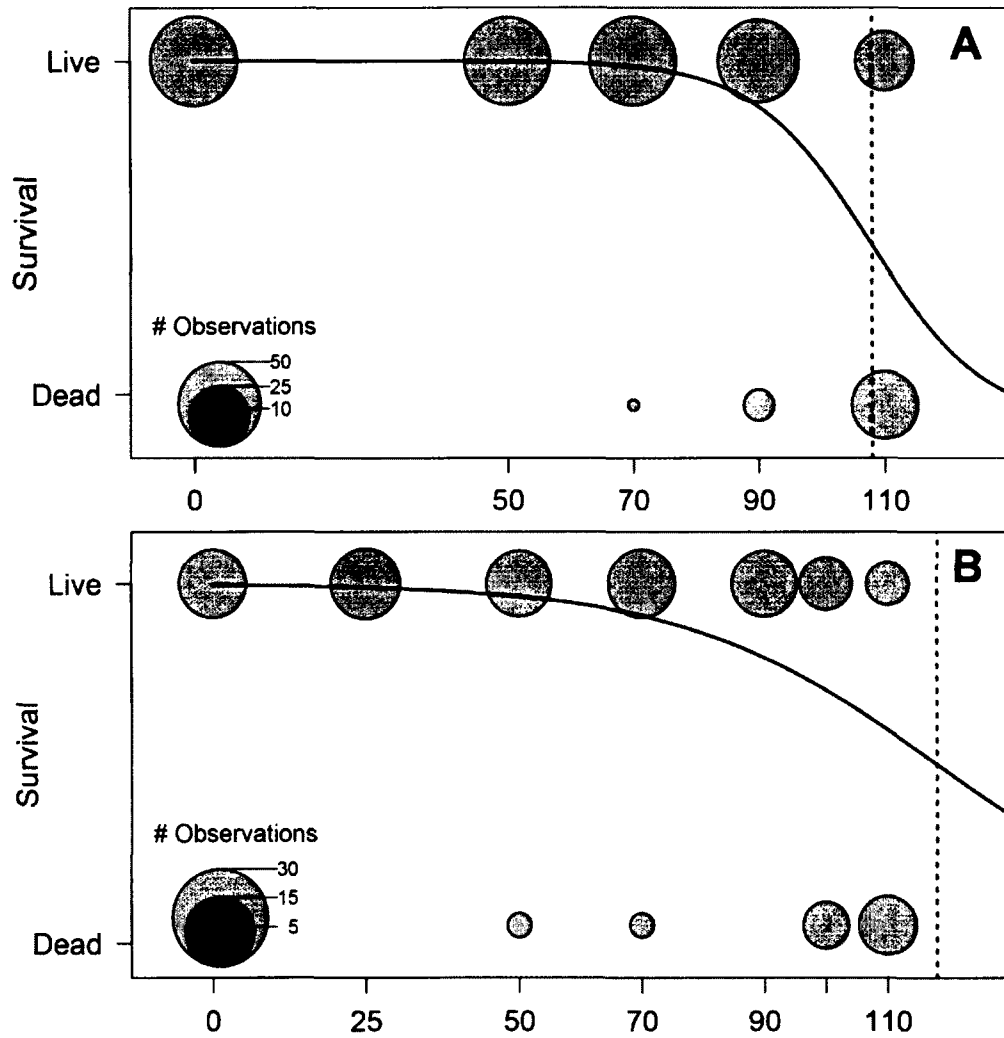 A
Live
Survival
# Observations
50
25
10
Dead
0 50 70 90 110
B
Live
Survival
# Observations
30
15
5
Dead
0 25 50 70 90 110